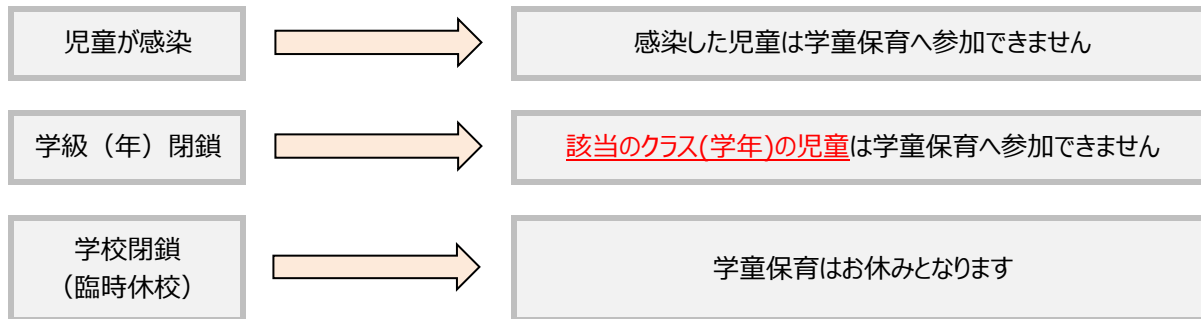 児童が感染
感染した児童は学童保育へ参加できません
学級（年）閉鎖
該当のクラス(学年)の児童は学童保育へ参加できません
学校閉鎖
（臨時休校）
学童保育はお休みとなります